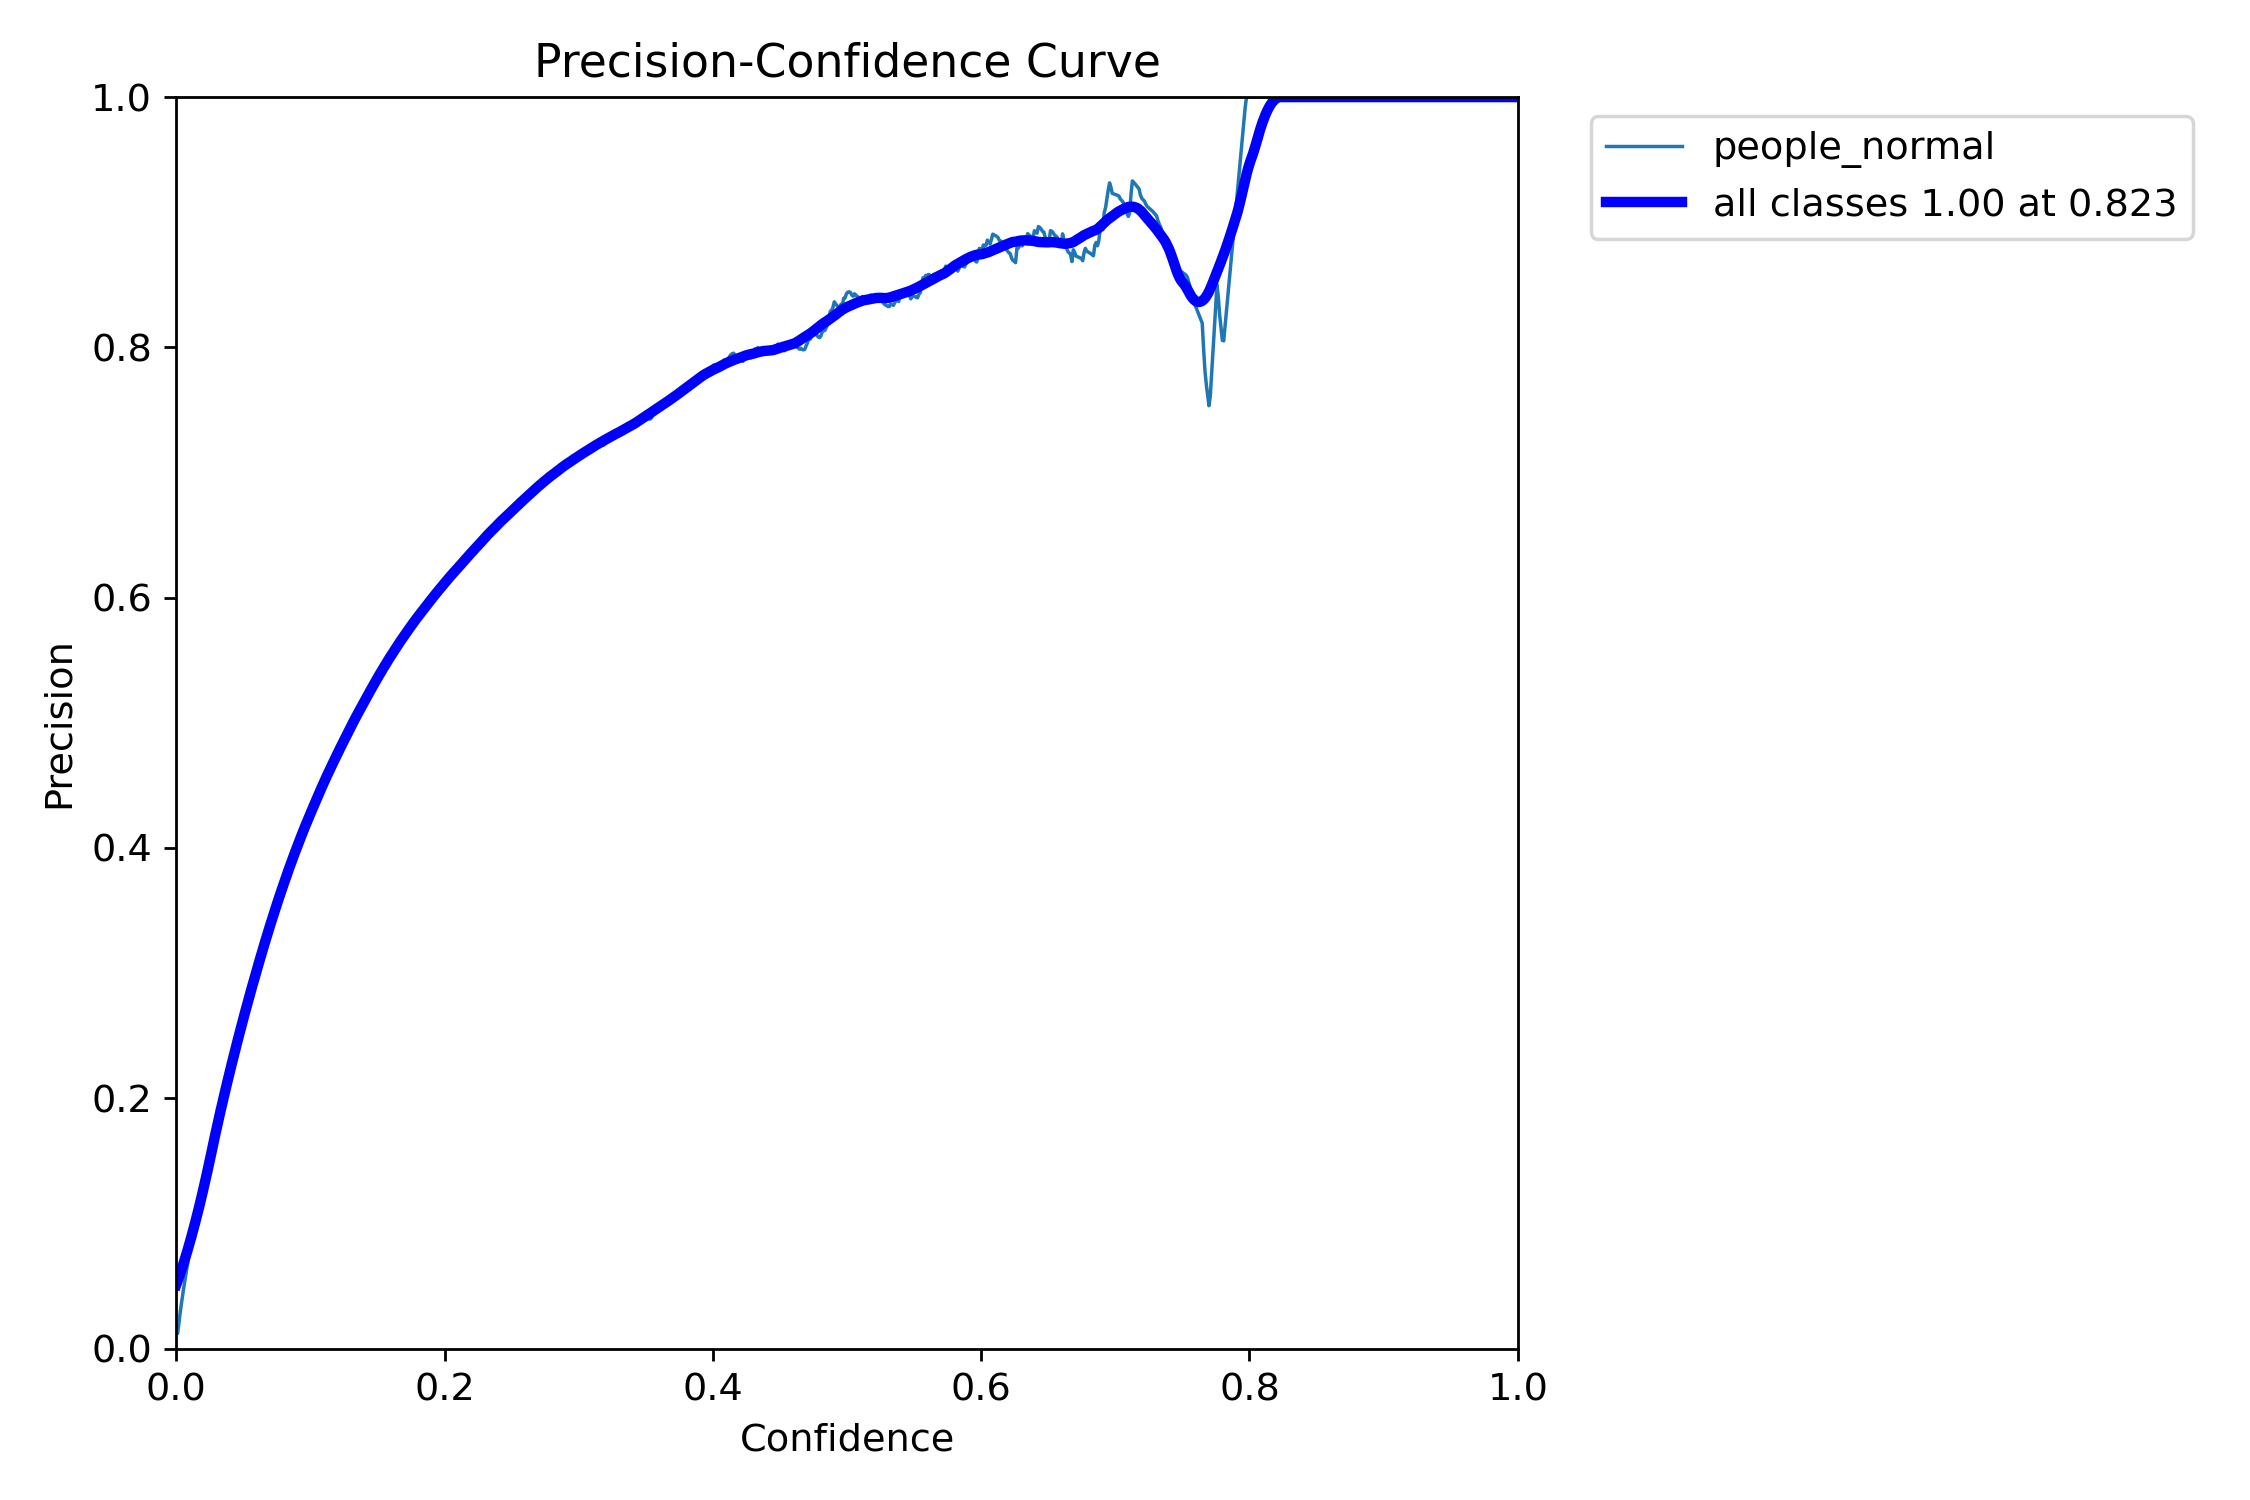 Precision-Confidence Curve
1.0
0.8
0.6
0.4
0.2
0.0
Precision
0.0 0.2 0.4 0.6 0.8 1.0
Confidence
people_normal
all classes 1.00 at 0.823